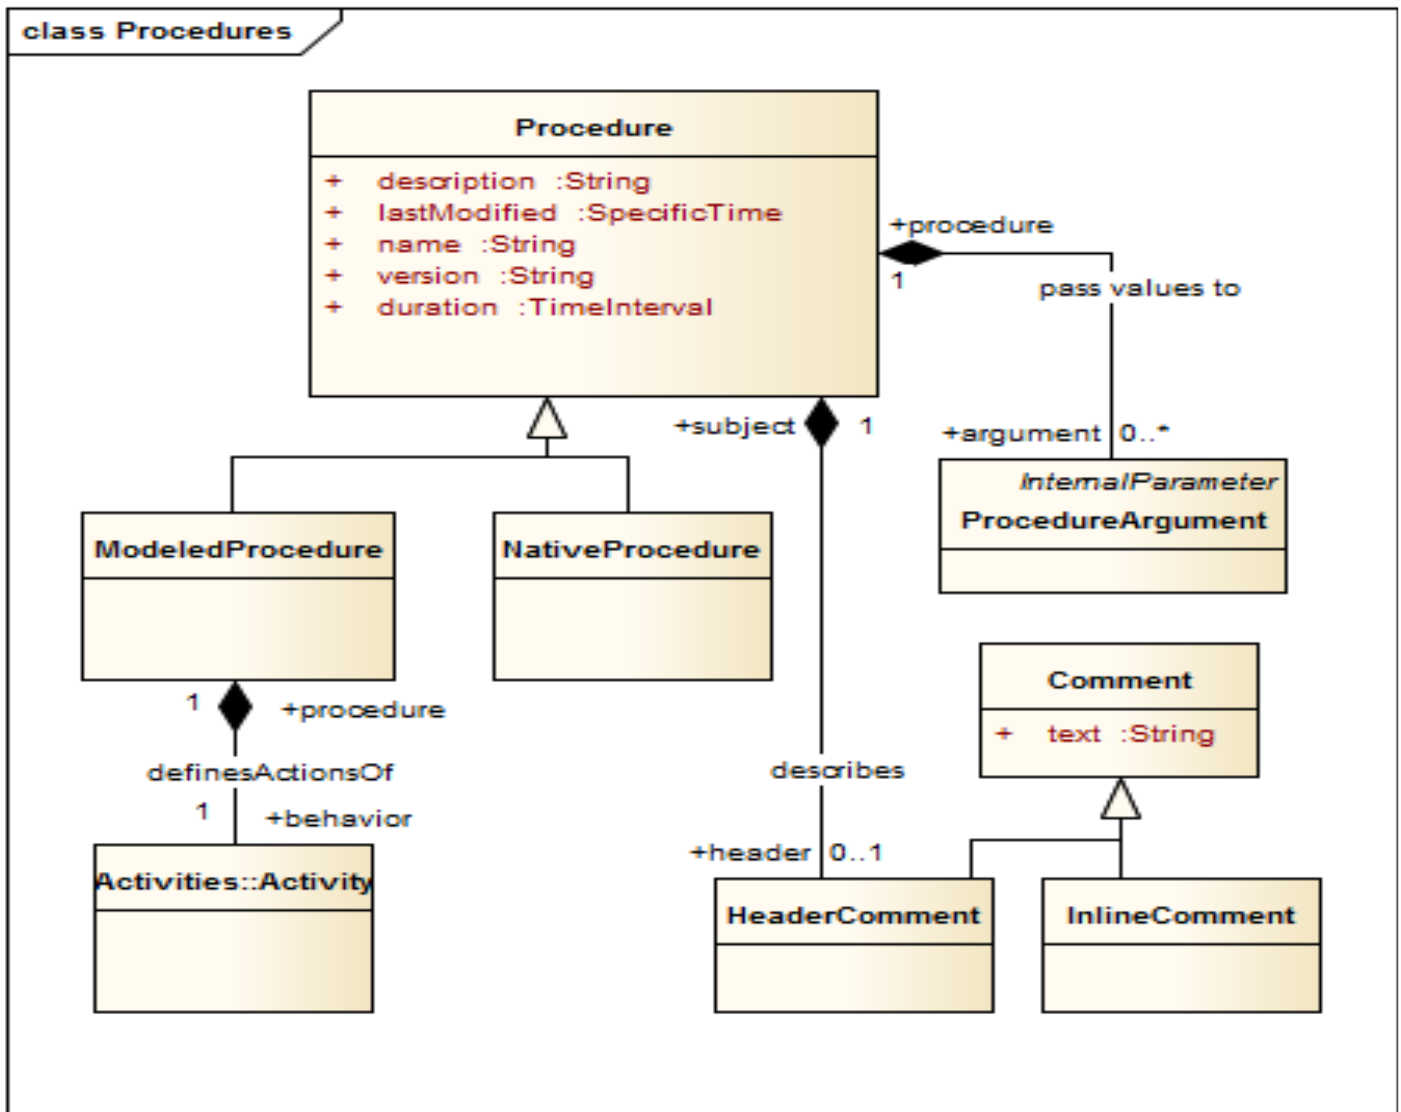 class Procedures
Procedure
+ description :String
+ lastModified :SpecificTime
+ name :String
+ version :String
+ duration :TimeInterval
+procedure
1
pass values to
+argument 0..*
InternalParameter
ProcedureArgument
+subject 1
ModeledProcedure
NativeProcedure
1 +procedure
definesActionsOf
1 +behavior
Activities::Activity
describes
+header 0..1
Comment
+ text :String
HeaderComment
InlineComment